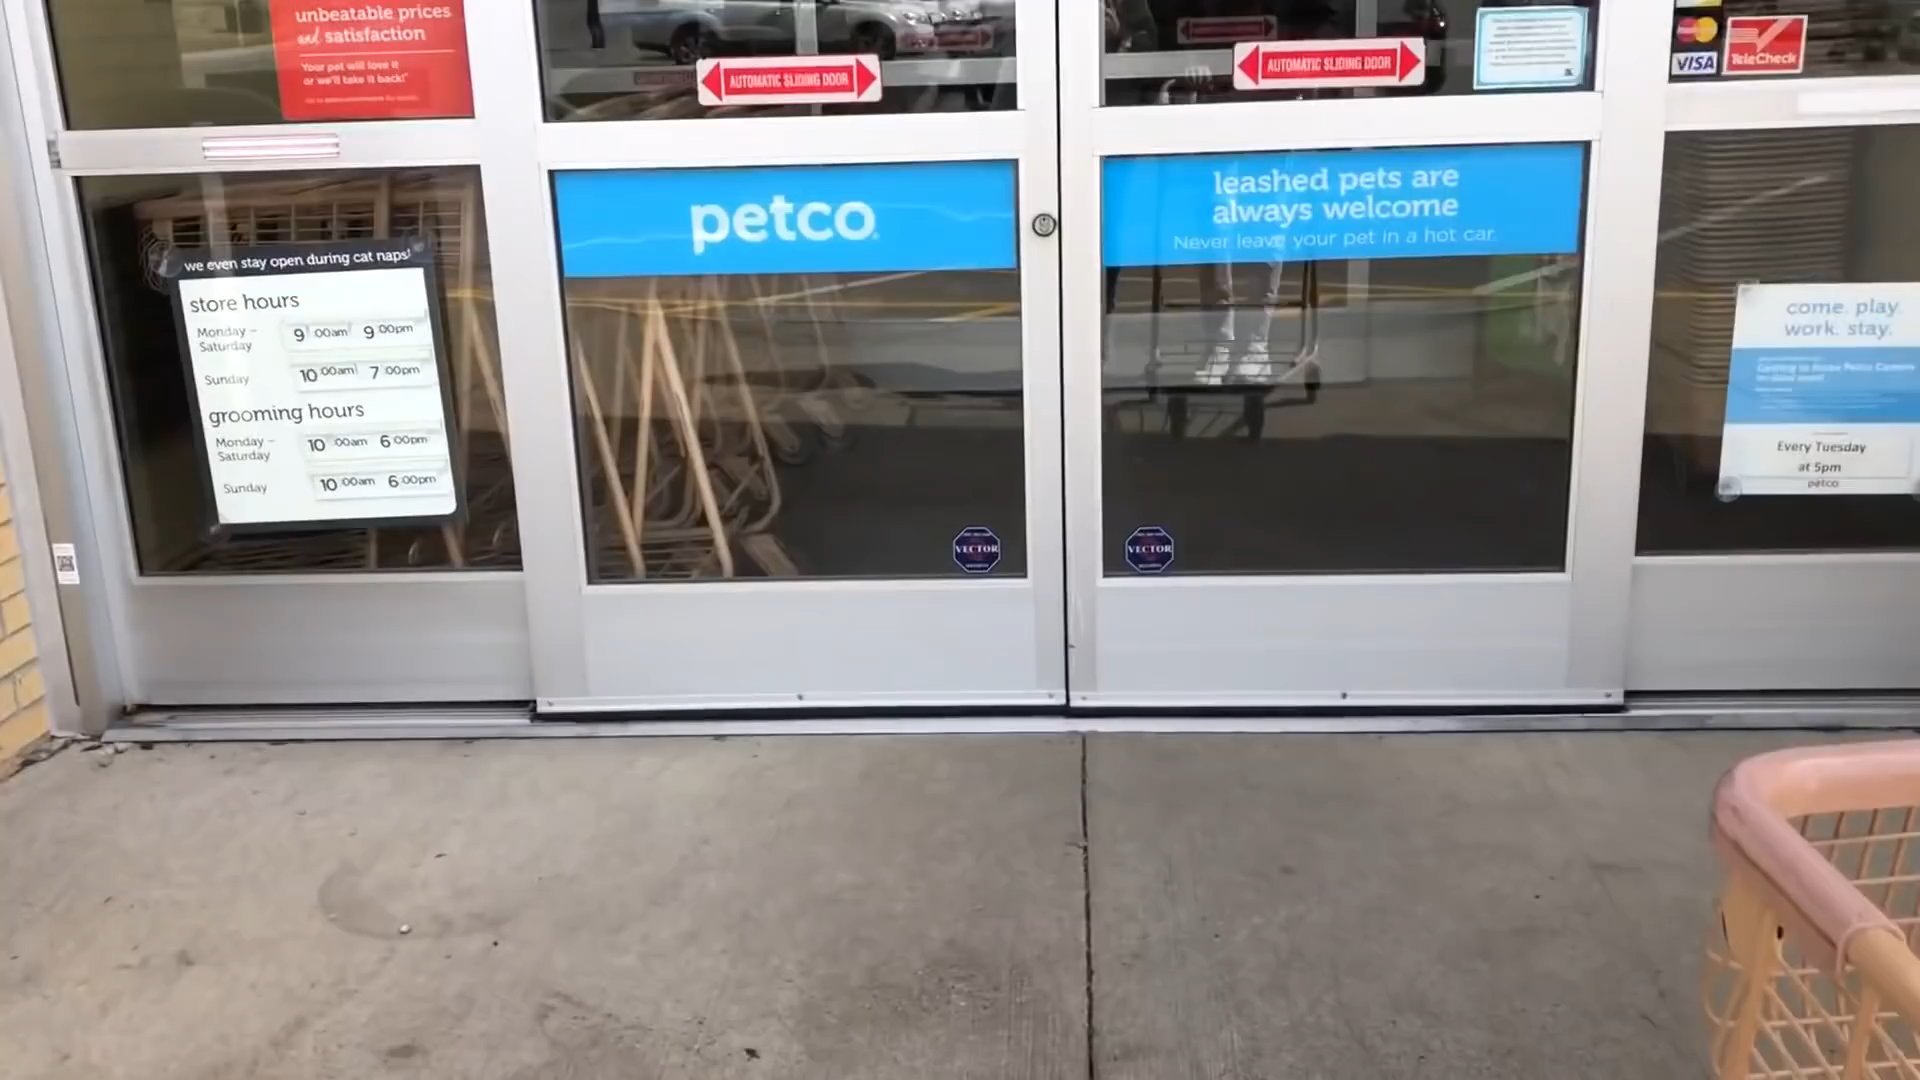 unbeatable prices
and satisfaction
Your pet will love it
or we'll take it back!*
AUTOMATIC SLIDING DOOR
AUTOMATIC SLIDING DOOR
VISA
TeleCheck
petco
leashed pets are
always welcome
Never leave your pet in a hot car.
we even stay open during cat naps!
store hours
Monday –
Saturday
9:00am 9:00pm
Sunday
10:00am 7:00pm
grooming hours
Monday –
Saturday
10:00am 6:00pm
Sunday
10:00am 6:00pm
come. play.
work. stay.
Every Tuesday
at 5pm
petco
VECTOR
SECURITY
VECTOR
SECURITY